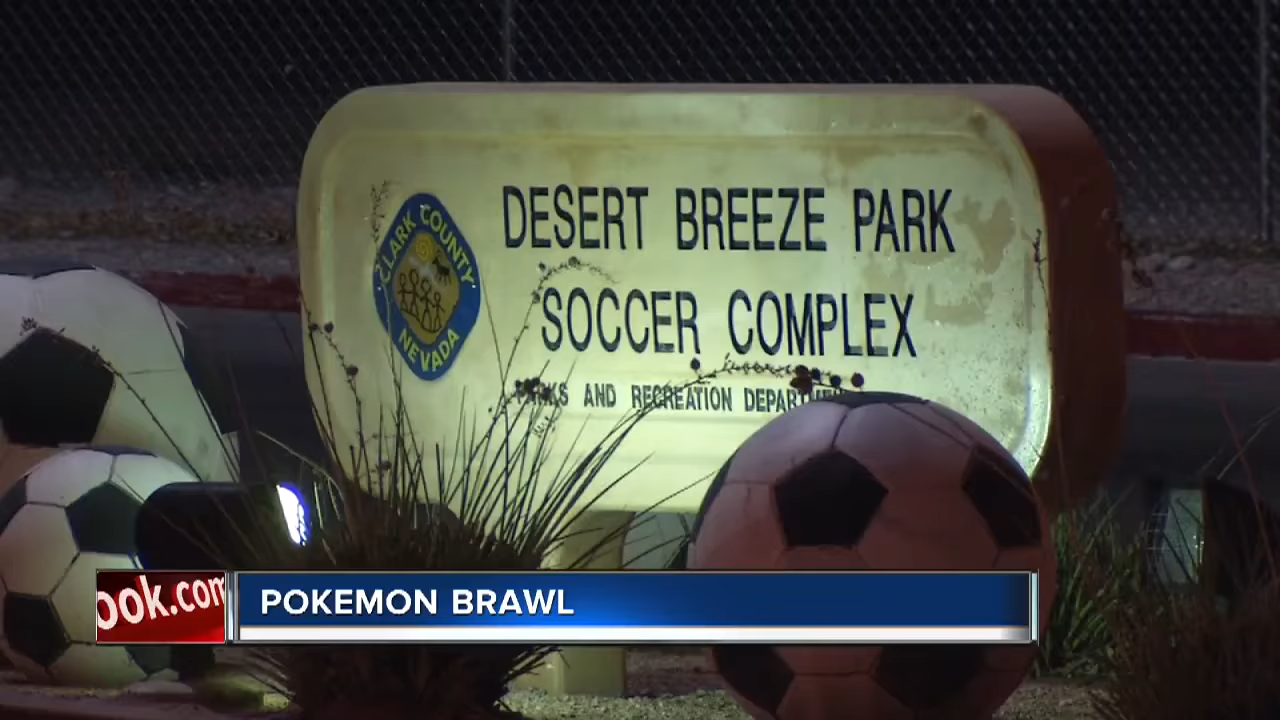 DESERT BREEZE PARK
SOCCER COMPLEX
PARKS AND RECREATION
CLARK COUNTY
NEVADA
ook.com
POKEMON BRAWL